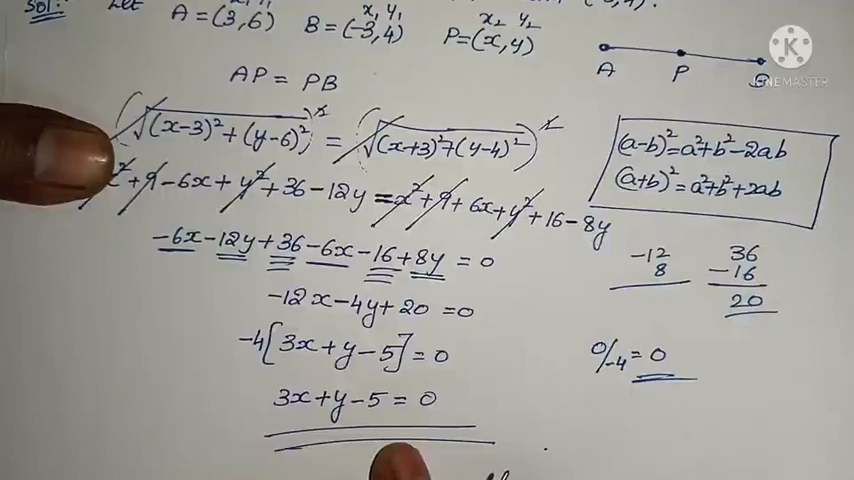 Sol:- Let A = (3,6) B = (-3,4) P = (x,y)
x₁ y₁ x₂ y₂
A P B
AP = PB
(√(x-3)²+(y-6)²)² = (√(x+3)²+(y-4)²)²
x²+9-6x+y²+36-12y = x²+9+6x+y²+16-8y
-6x-12y+36-6x-16+8y = 0
-12x-4y+20 = 0
-4[3x+y-5] = 0
3x+y-5 = 0
(a-b)² = a²+b²-2ab
(a+b)² = a²+b²+2ab
-12
8
36
-16
20
0/-4 = 0
K
KINEMASTER